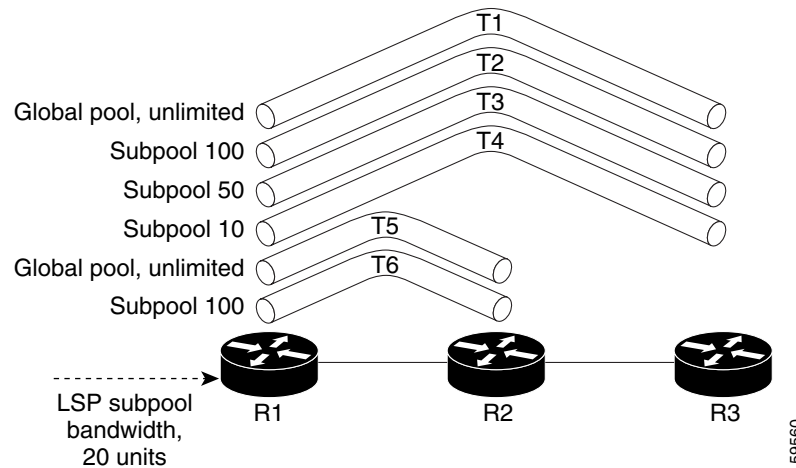 T1
T2
Global pool, unlimited
T3
Subpool 100
T4
Subpool 50
Subpool 10
T5
Global pool, unlimited
T6
Subpool 100
LSP subpool
bandwidth,
20 units
R1
R2
R3
59560